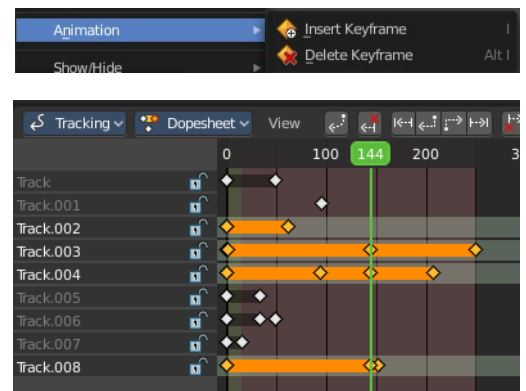 Animation
Insert Keyframe I
Delete Keyframe Alt I
Show/Hide
Tracking Dopesheet View
0 100 144 200 3
Track
Track.001
Track.002
Track.003
Track.004
Track.005
Track.006
Track.007
Track.008